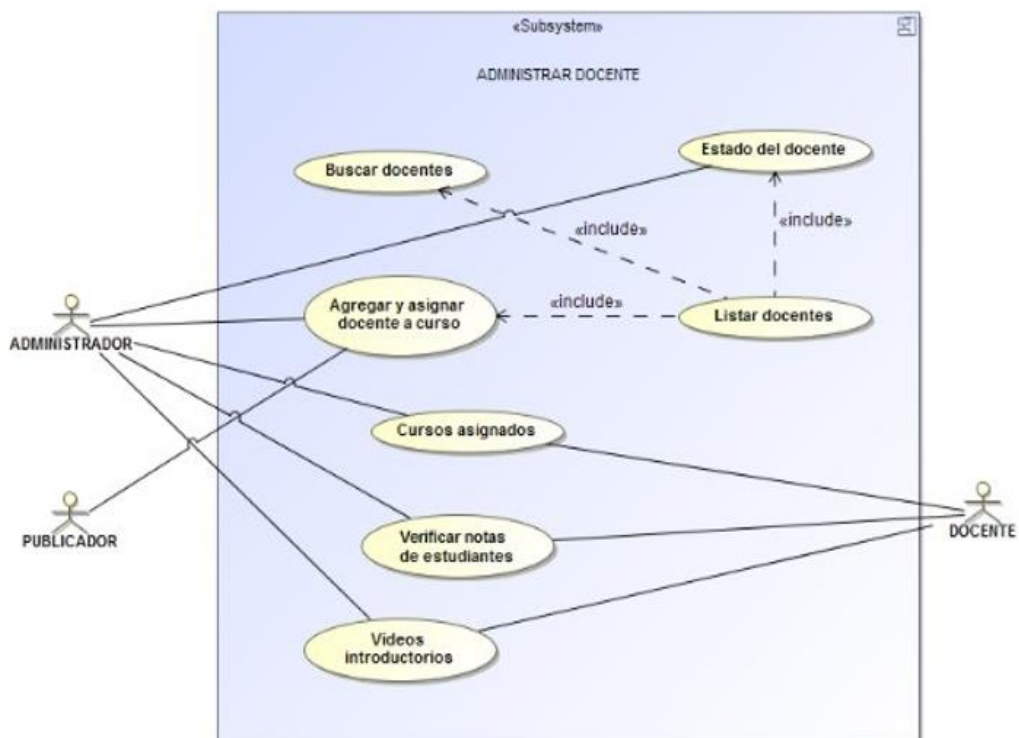 «Subsystem»
ADMINISTRAR DOCENTE
Buscar docentes
Estado del docente
«include»
«include»
Agregar y asignar
docente a curso
«include»
Listar docentes
ADMINISTRADOR
Cursos asignados
PUBLICADOR
Verificar notas
de estudiantes
DOCENTE
Videos
introductorios